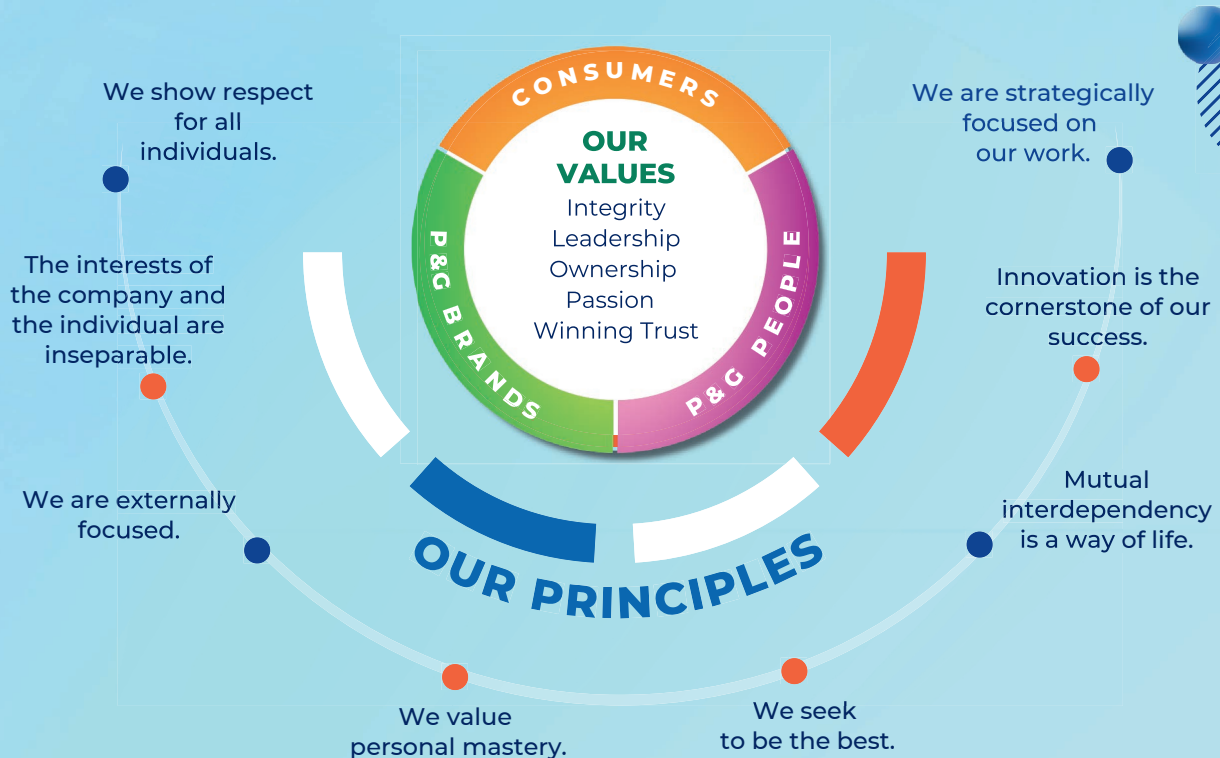 CONSUMERS
P&G BRANDS
P&G PEOPLE
OUR
VALUES
Integrity
Leadership
Ownership
Passion
Winning Trust
OUR PRINCIPLES
We show respect
for all
individuals.
The interests of
the company and
the individual are
inseparable.
We are externally
focused.
We value
personal mastery.
We seek
to be the best.
Mutual
interdependency
is a way of life.
Innovation is the
cornerstone of our
success.
We are strategically
focused on
our work.